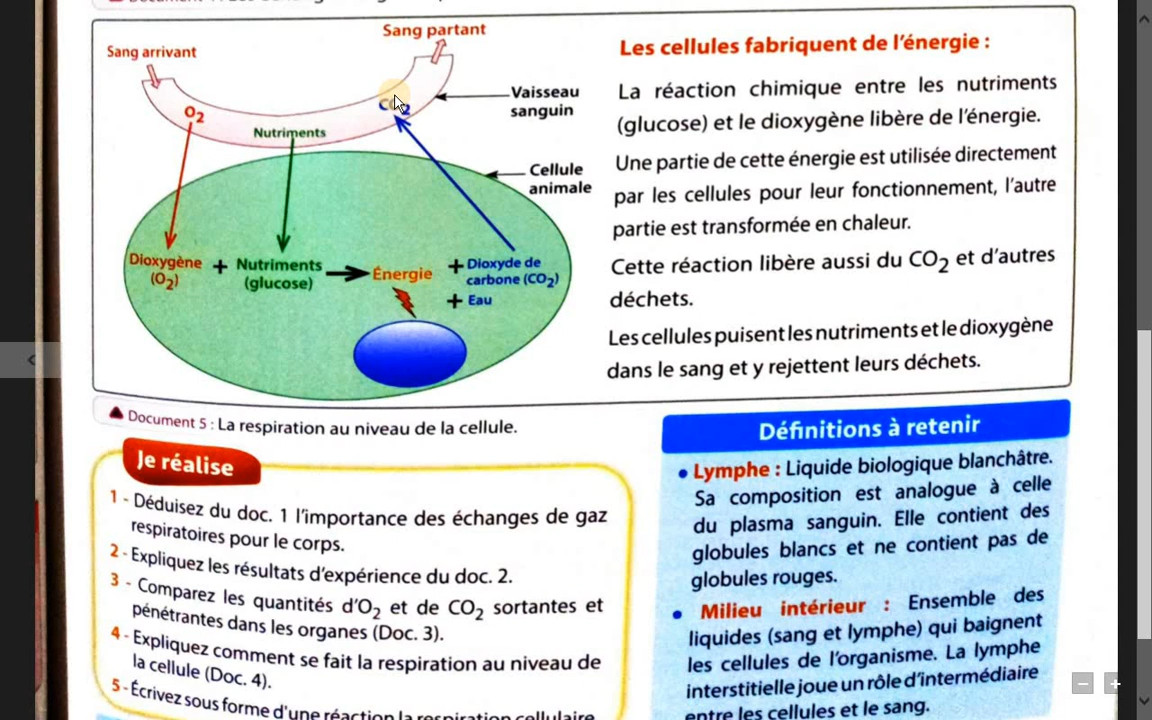 Sang partant
Sang arrivant
Vaisseau
sanguin
O2
CO2
Nutriments
Cellule
animale
Dioxygène
(O2)
+
Nutriments
(glucose)
Énergie
+ Dioxyde de
carbone (CO2)
+ Eau
Les cellules fabriquent de l'énergie :
La réaction chimique entre les nutriments
(glucose) et le dioxygène libère de l'énergie.
Une partie de cette énergie est utilisée directement
par les cellules pour leur fonctionnement, l'autre
partie est transformée en chaleur.
Cette réaction libère aussi du CO2 et d'autres
déchets.
Les cellules puisent les nutriments et le dioxygène
dans le sang et y rejettent leurs déchets.
Document 5 : La respiration au niveau de la cellule.
Je réalise
1 - Déduisez du doc. 1 l'importance des échanges de gaz
respiratoires pour le corps.
2 - Expliquez les résultats d'expérience du doc. 2.
3 - Comparez les quantités d'O2 et de CO2 sortantes et
pénétrantes dans les organes (Doc. 3).
4 - Expliquez comment se fait la respiration au niveau de
la cellule (Doc. 4).
5 - Écrivez sous forme d'une réaction la respiration cellulaire
Définitions à retenir
• Lymphe : Liquide biologique blanchâtre.
Sa composition est analogue à celle
du plasma sanguin. Elle contient des
globules blancs et ne contient pas de
globules rouges.
• Milieu intérieur : Ensemble des
liquides (sang et lymphe) qui baignent
les cellules de l'organisme. La lymphe
interstitielle joue un rôle d'intermédiaire
entre les cellules et le sang.